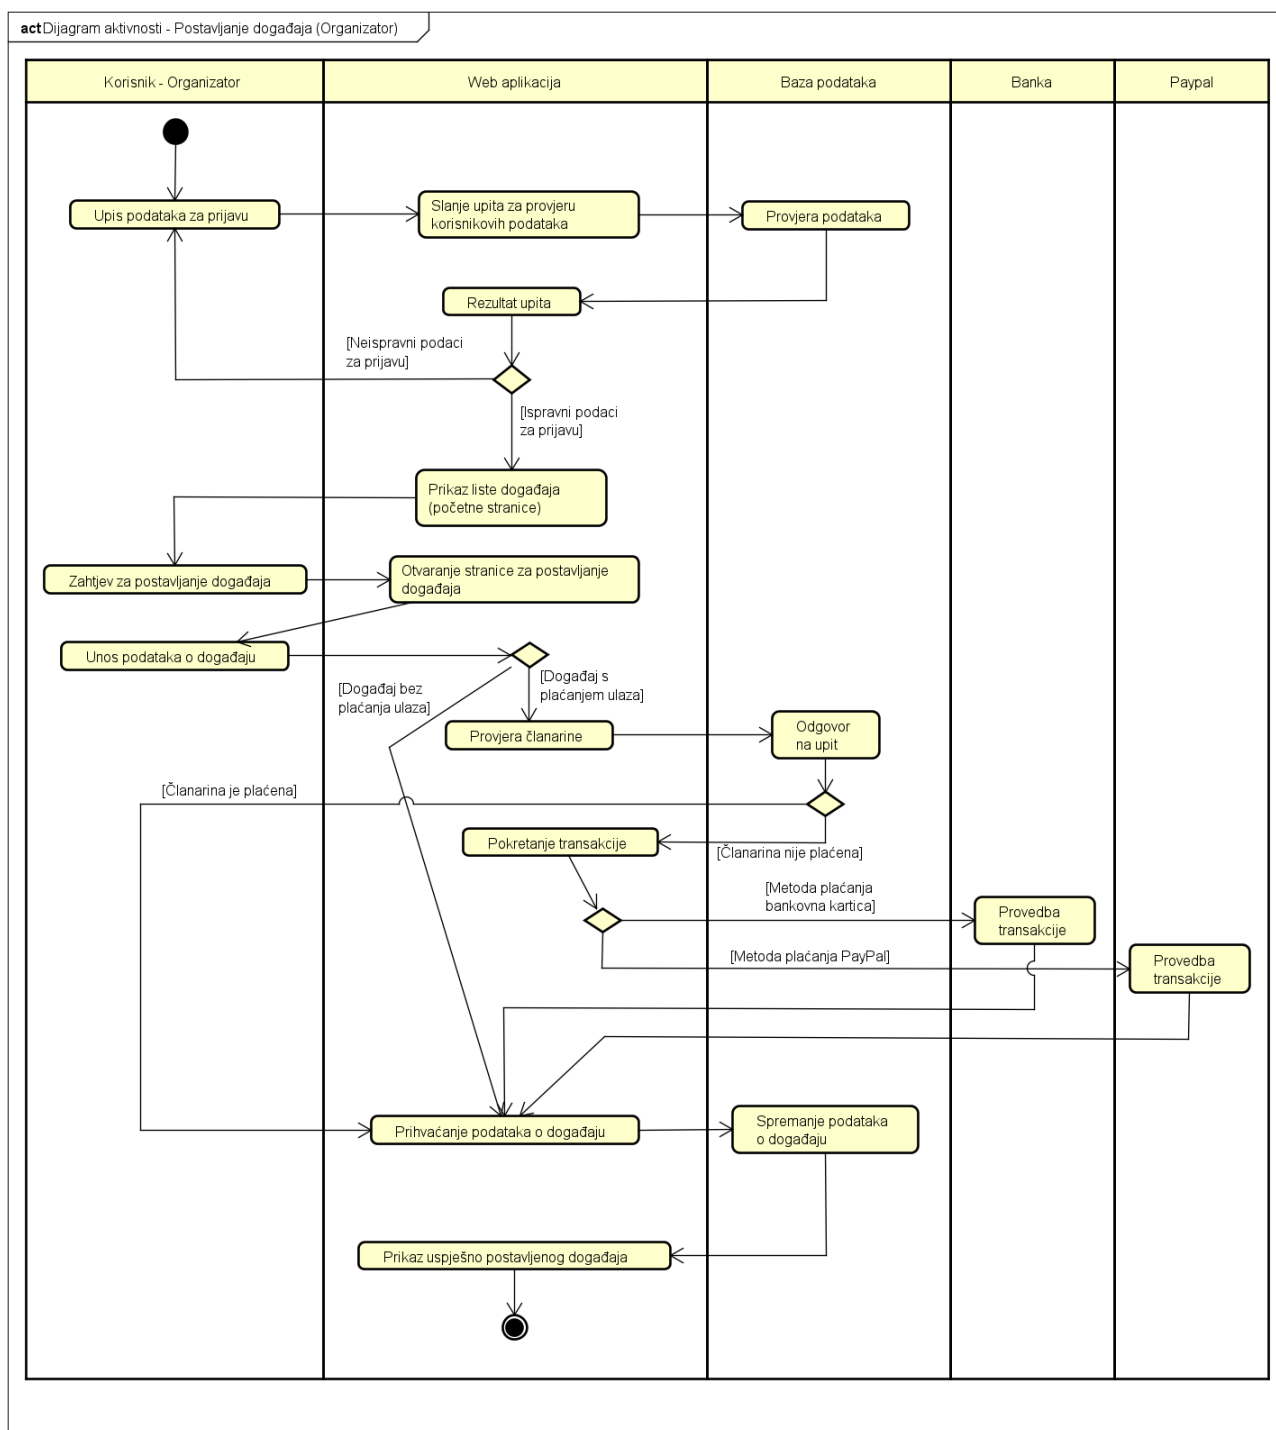 act Dijagram aktivnosti - Postavljanje događaja (Organizator)
Korisnik - Organizator
Web aplikacija
Baza podataka
Banka
Paypal
Upis podataka za prijavu
Slanje upita za provjeru
korisnikovih podataka
Provjera podataka
Rezultat upita
[Neispravni podaci
za prijavu]
[Ispravni podaci
za prijavu]
Prikaz liste događaja
(početne stranice)
Zahtjev za postavljanje događaja
Otvaranje stranice za postavljanje
događaja
Unos podataka o događaju
[Događaj bez
plaćanja ulaza]
[Događaj s
plaćanjem ulaza]
Provjera članarine
Odgovor
na upit
[Članarina je plaćena]
Pokretanje transakcije
[Članarina nije plaćena]
[Metoda plaćanja
bankovna kartica]
Provedba
transakcije
[Metoda plaćanja PayPal]
Provedba
transakcije
Prihvaćanje podataka o događaju
Spremanje podataka
o događaju
Prikaz uspješno postavljenog događaja